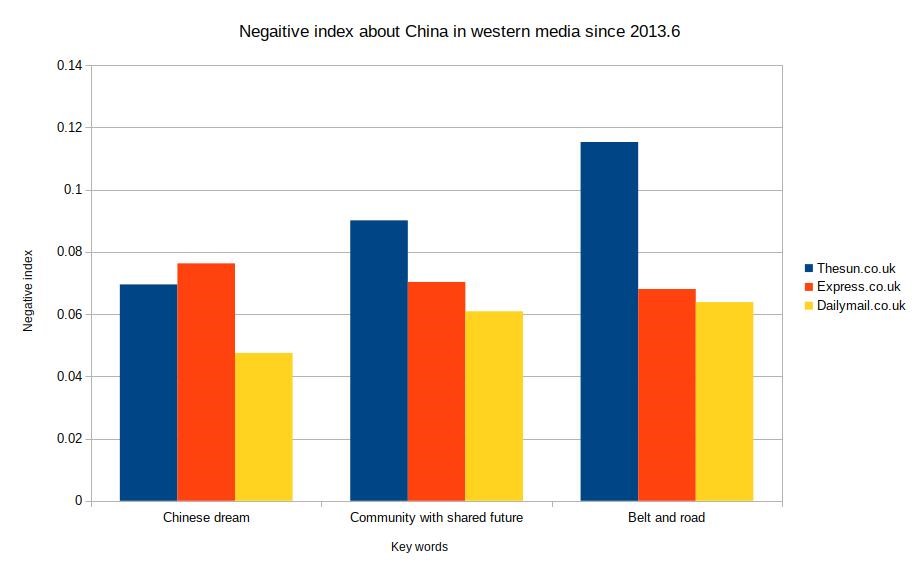 Negaitive index about China in western media since 2013.6
0.14
0.12
0.1
0.08
0.06
0.04
0.02
0
Negative index
Chinese dream
Community with shared future
Belt and road
Key words
Thesun.co.uk
Express.co.uk
Dailymail.co.uk